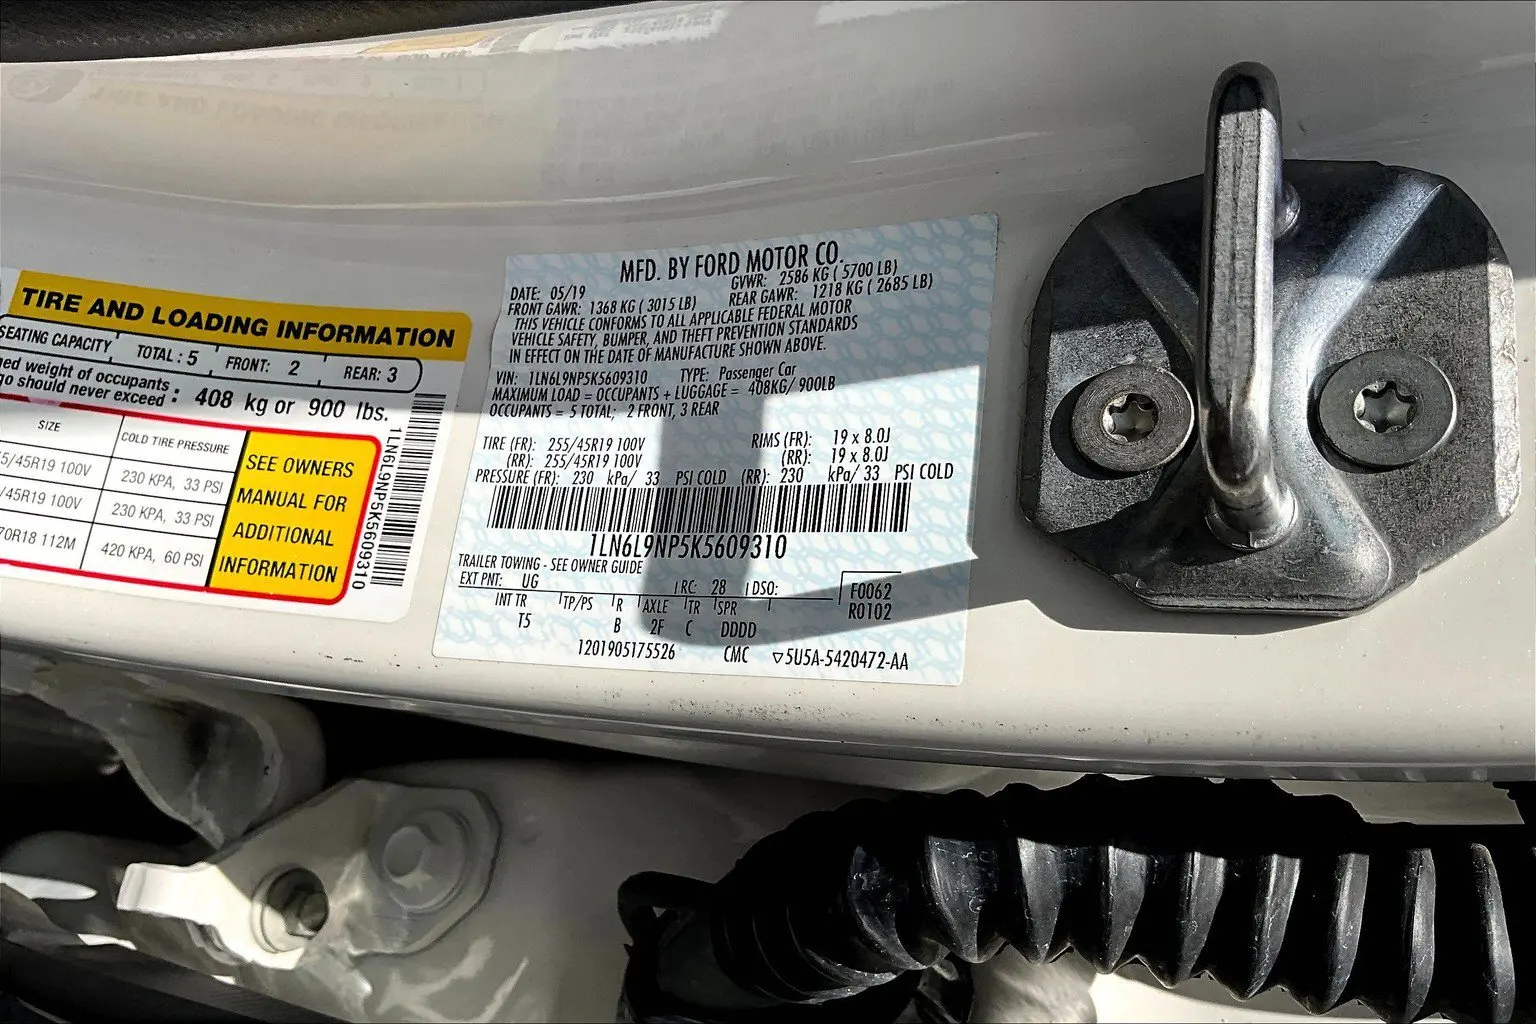 TIRE AND LOADING INFORMATION
SEATING CAPACITY TOTAL : 5 FRONT: 2 REAR: 3
weight of occupants
should never exceed : 408 kg or 900 lbs.
SIZE COLD TIRE PRESSURE
5/45R19 100V 230 KPA, 33 PSI
/45R19 100V 230 KPA, 33 PSI
70R18 112M 420 KPA, 60 PSI
SEE OWNERS
MANUAL FOR
ADDITIONAL
INFORMATION
1LN6L9NP5K5609310
MFD. BY FORD MOTOR CO.
DATE: 05/19 GVWR: 2586 KG ( 5700 LB)
FRONT GAWR: 1368 KG ( 3015 LB) REAR GAWR: 1218 KG ( 2685 LB)
THIS VEHICLE CONFORMS TO ALL APPLICABLE FEDERAL MOTOR
VEHICLE SAFETY, BUMPER, AND THEFT PREVENTION STANDARDS
IN EFFECT ON THE DATE OF MANUFACTURE SHOWN ABOVE.
VIN: 1LN6L9NP5K5609310 TYPE: Passenger Car
MAXIMUM LOAD = OCCUPANTS + LUGGAGE = 408KG/ 900LB
OCCUPANTS = 5 TOTAL; 2 FRONT, 3 REAR
TIRE (FR): 255/45R19 100V RIMS (FR): 19 x 8.0J
(RR): 255/45R19 100V (RR): 19 x 8.0J
PRESSURE (FR): 230 kPa/ 33 PSI COLD (RR): 230 kPa/ 33 PSI COLD
1LN6L9NP5K5609310
TRAILER TOWING - SEE OWNER GUIDE
EXT PNT: UG RC: 28 DSO: F0062
INT TR TP/PS R AXLE TR SPR R0102
T5 B 2F C DDDD
1201905175526 CMC ▽5U5A-5420472-AA